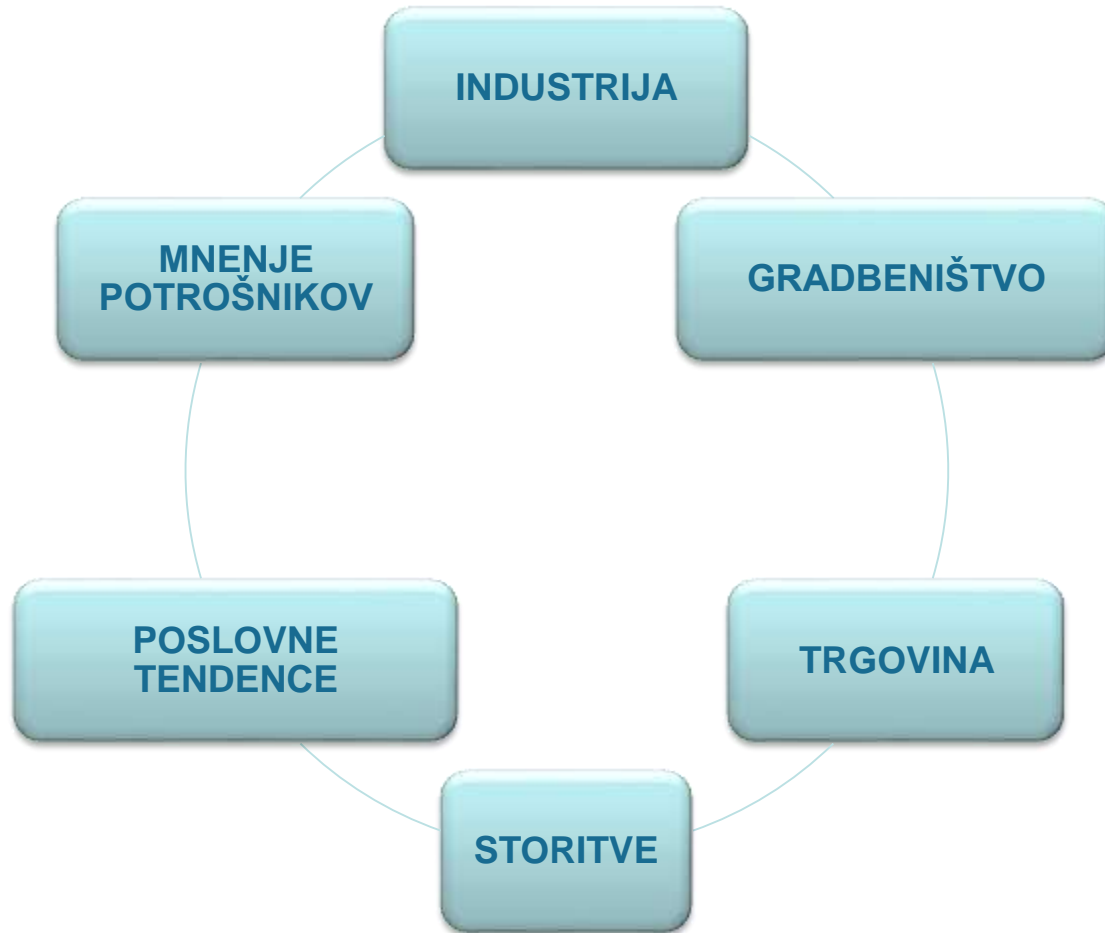 INDUSTRIJA
GRADBENIŠTVO
TRGOVINA
STORITVE
POSLOVNE
TENDENCE
MNENJE
POTROŠNIKOV